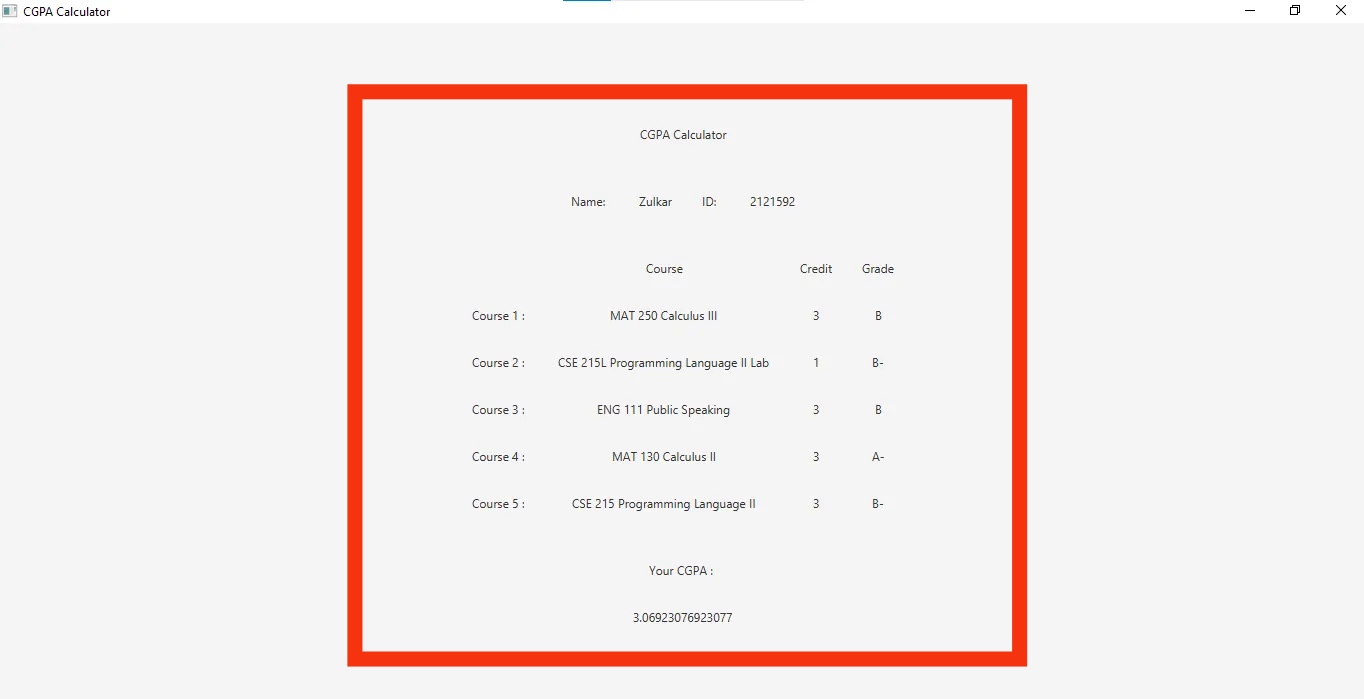 CGPA Calculator
CGPA Calculator
Name: Zulkar ID: 2121592
Course Credit Grade
Course 1 : MAT 250 Calculus III 3 B
Course 2 : CSE 215L Programming Language II Lab 1 B-
Course 3 : ENG 111 Public Speaking 3 B
Course 4 : MAT 130 Calculus II 3 A-
Course 5 : CSE 215 Programming Language II 3 B-
Your CGPA :
3.06923076923077